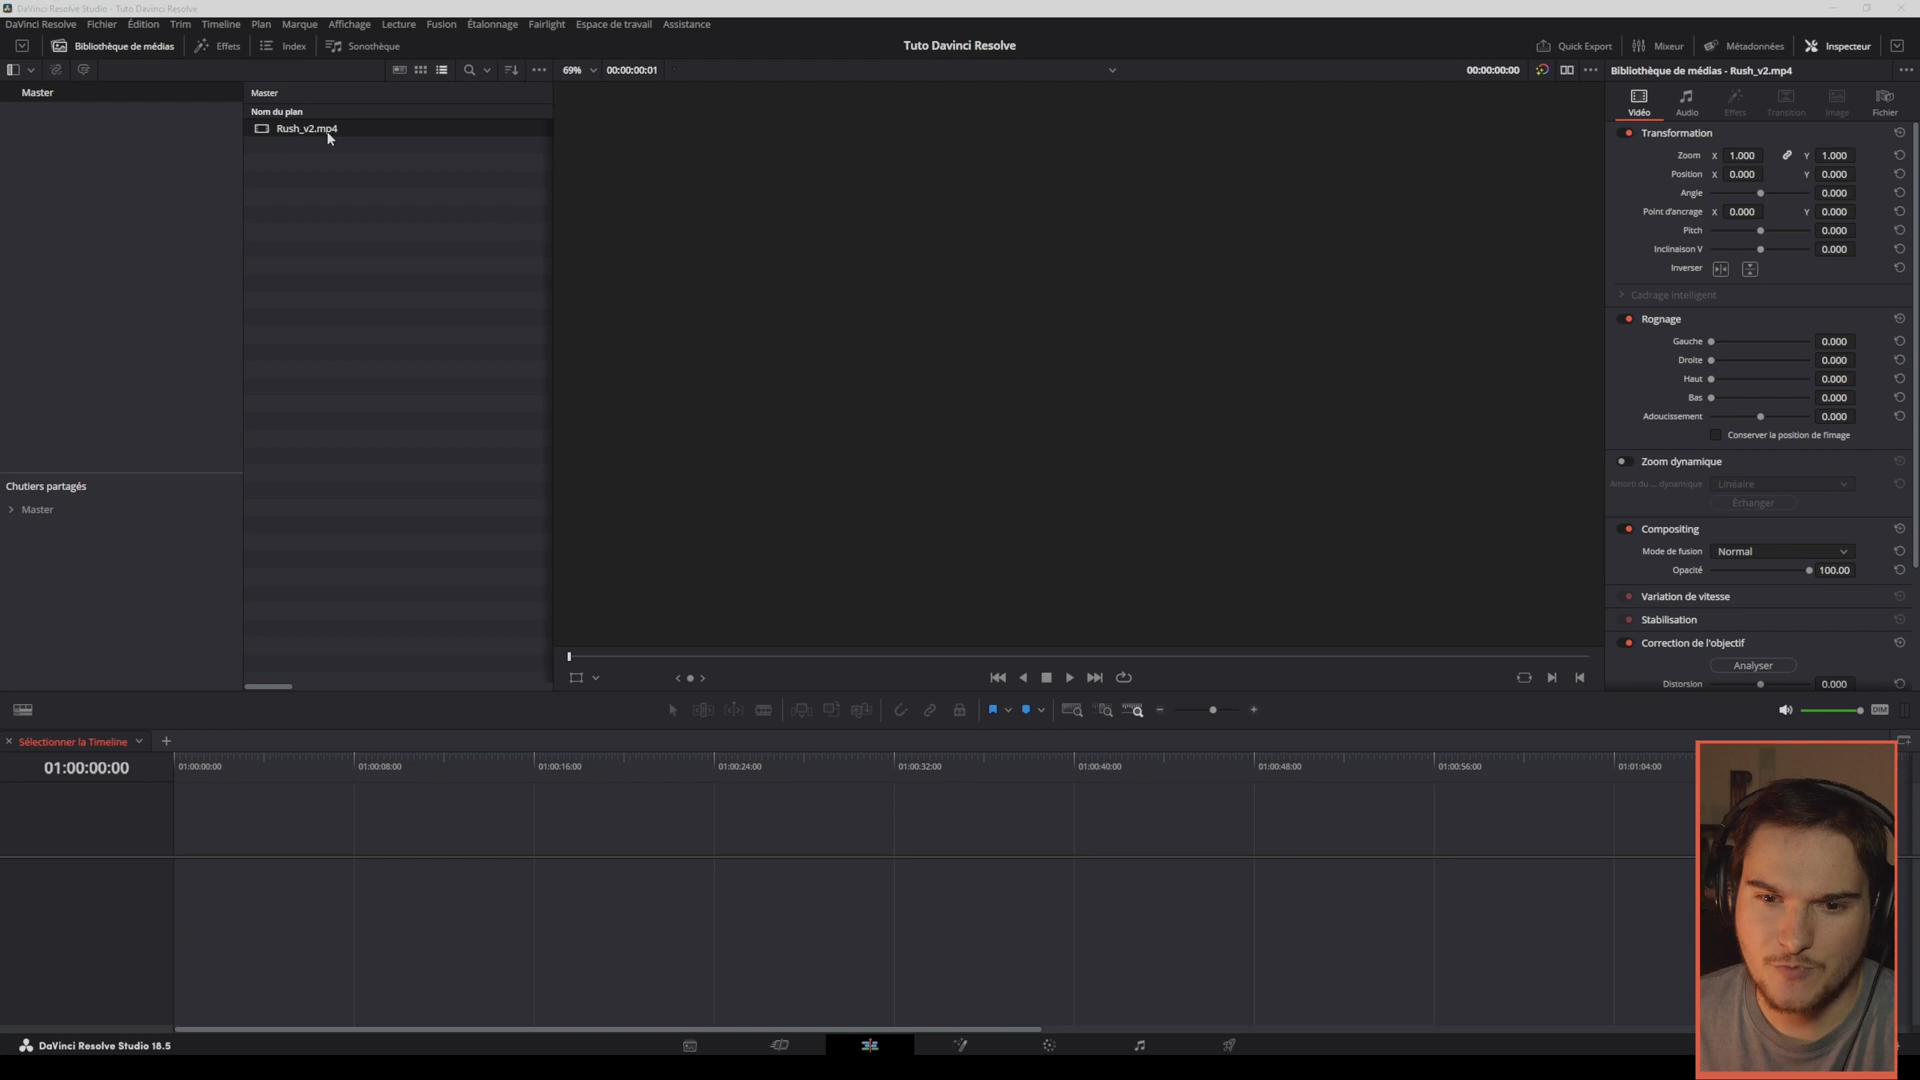 DaVinci Resolve Studio - Tuto Davinci Resolve
DaVinci Resolve Fichier Édition Trim Timeline Plan Marque Affichage Lecture Fusion Étalonnage Fairlight Espace de travail Assistance
Bibliothèque de médias Effets Index Sonothèque Tuto Davinci Resolve Quick Export Mixeur Métadonnées Inspecteur
69% 00:00:00:01 00:00:00:00 Bibliothèque de médias - Rush_v2.mp4
Master Master
Vidéo Audio Effets Transition Image Fichier
Nom du plan
Rush_v2.mp4
Transformation
Zoom X 1.000 Y 1.000
Position X 0.000 Y 0.000
Angle 0.000
Point d'ancrage X 0.000 Y 0.000
Pitch 0.000
Inclinaison V 0.000
Inverser
Cadrage intelligent
Rognage
Gauche 0.000
Droite 0.000
Haut 0.000
Bas 0.000
Adoucissement 0.000
Conserver la position de l'image
Zoom dynamique
Amorti du ... dynamique Linéaire
Échanger
Chutiers partagés
Master
Compositing
Mode de fusion Normal
Opacité 100.00
Variation de vitesse
Stabilisation
Correction de l'objectif
Analyser
Distorsion 0.000
DIM
Sélectionner la Timeline
01:00:00:00 01:00:00:00 01:00:08:00 01:00:16:00 01:00:24:00 01:00:32:00 01:00:40:00 01:00:48:00 01:00:56:00 01:01:04:00
DaVinci Resolve Studio 18.5